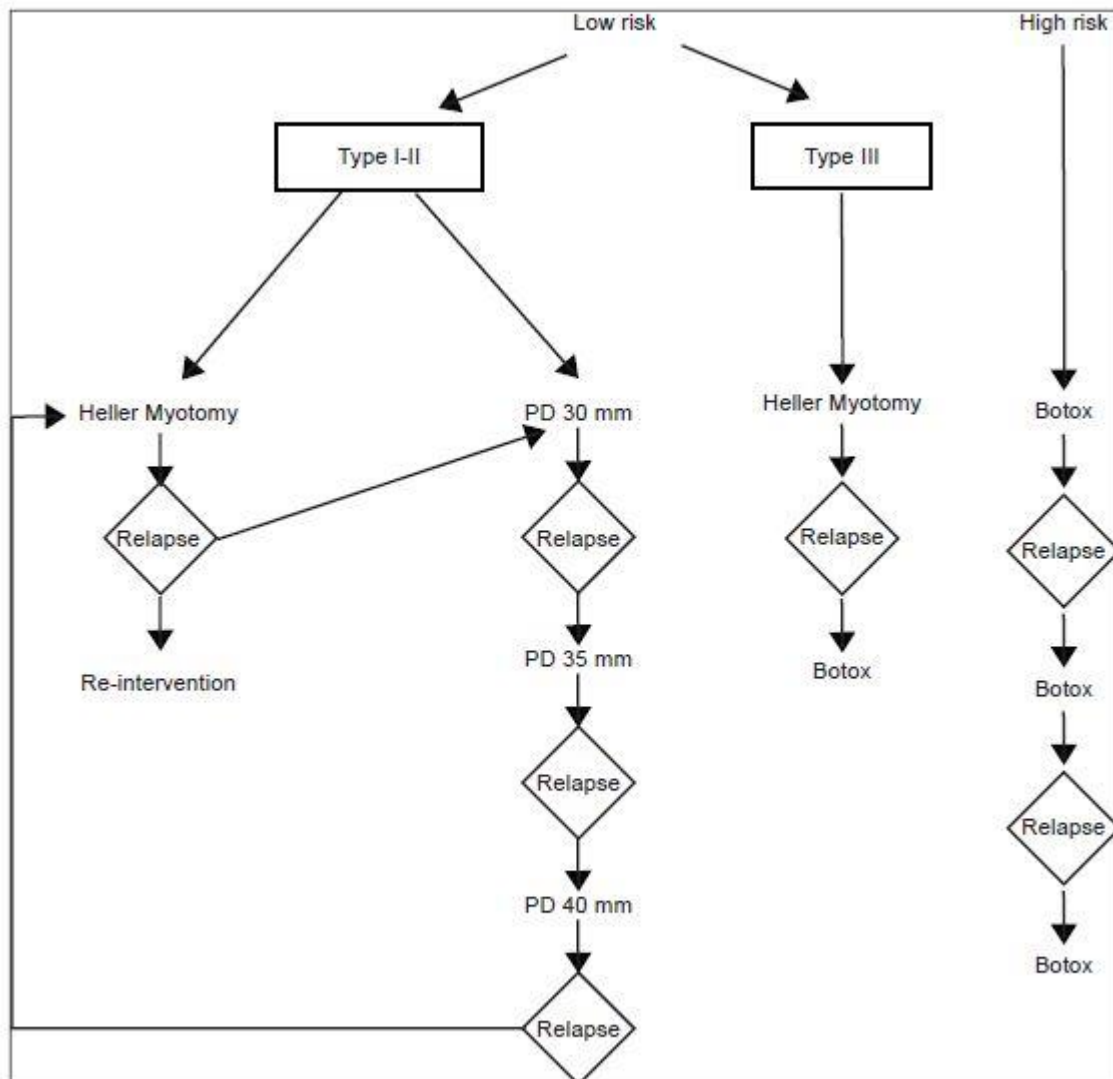 Low risk
High risk
Type I-II
Type III
Heller Myotomy
PD 30 mm
Heller Myotomy
Botox
Relapse
Relapse
Relapse
Relapse
Re-intervention
PD 35 mm
Botox
Botox
Relapse
Relapse
PD 40 mm
Botox
Relapse